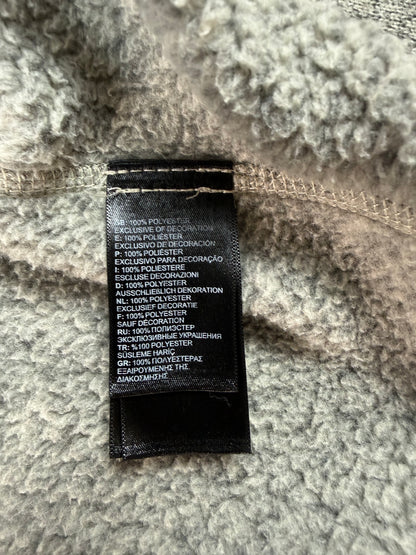 GB: 100% POLYESTER
EXCLUSIVE OF DECORATION
E: 100% POLIÉSTER
EXCLUSIVO DE DECORACIÓN
P: 100% POLIÉSTER
EXCLUSIVO PARA DECORAÇÃO
I: 100% POLIESTERE
ESCLUSE DECORAZIONI
D: 100% POLYESTER
AUSSCHLIEßLICH DEKORATION
NL: 100% POLYESTER
EXCLUSIEF DECORATIE
F: 100% POLYESTER
SAUF DÉCORATION
RU: 100% ПОЛИЭСТЕР
ЭКСКЛЮЗИВНЫЕ УКРАШЕНИЯ
TR: %100 POLYESTER
SÜSLEME HARİÇ
GR: 100% ΠΟΛΥΕΣΤΕΡΑΣ
ΕΞΑΙΡΟΥΜΕΝΗΣ ΤΗΣ
ΔΙΑΚΟΣΜΗΣΗΣ